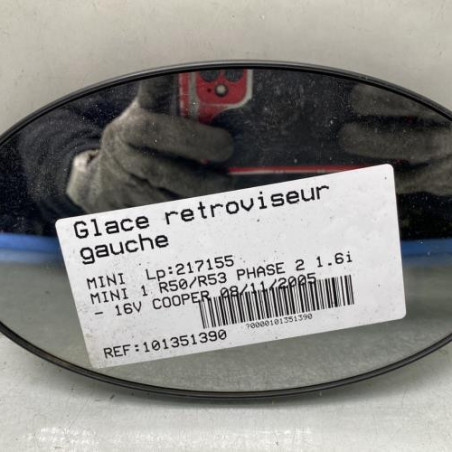 Glace retroviseur
gauche
MINI Lp:217155
MINI 1 R50/R53 PHASE 2 1.6i
- 16V COOPER 08/11/2005
70000101351390
REF:101351390